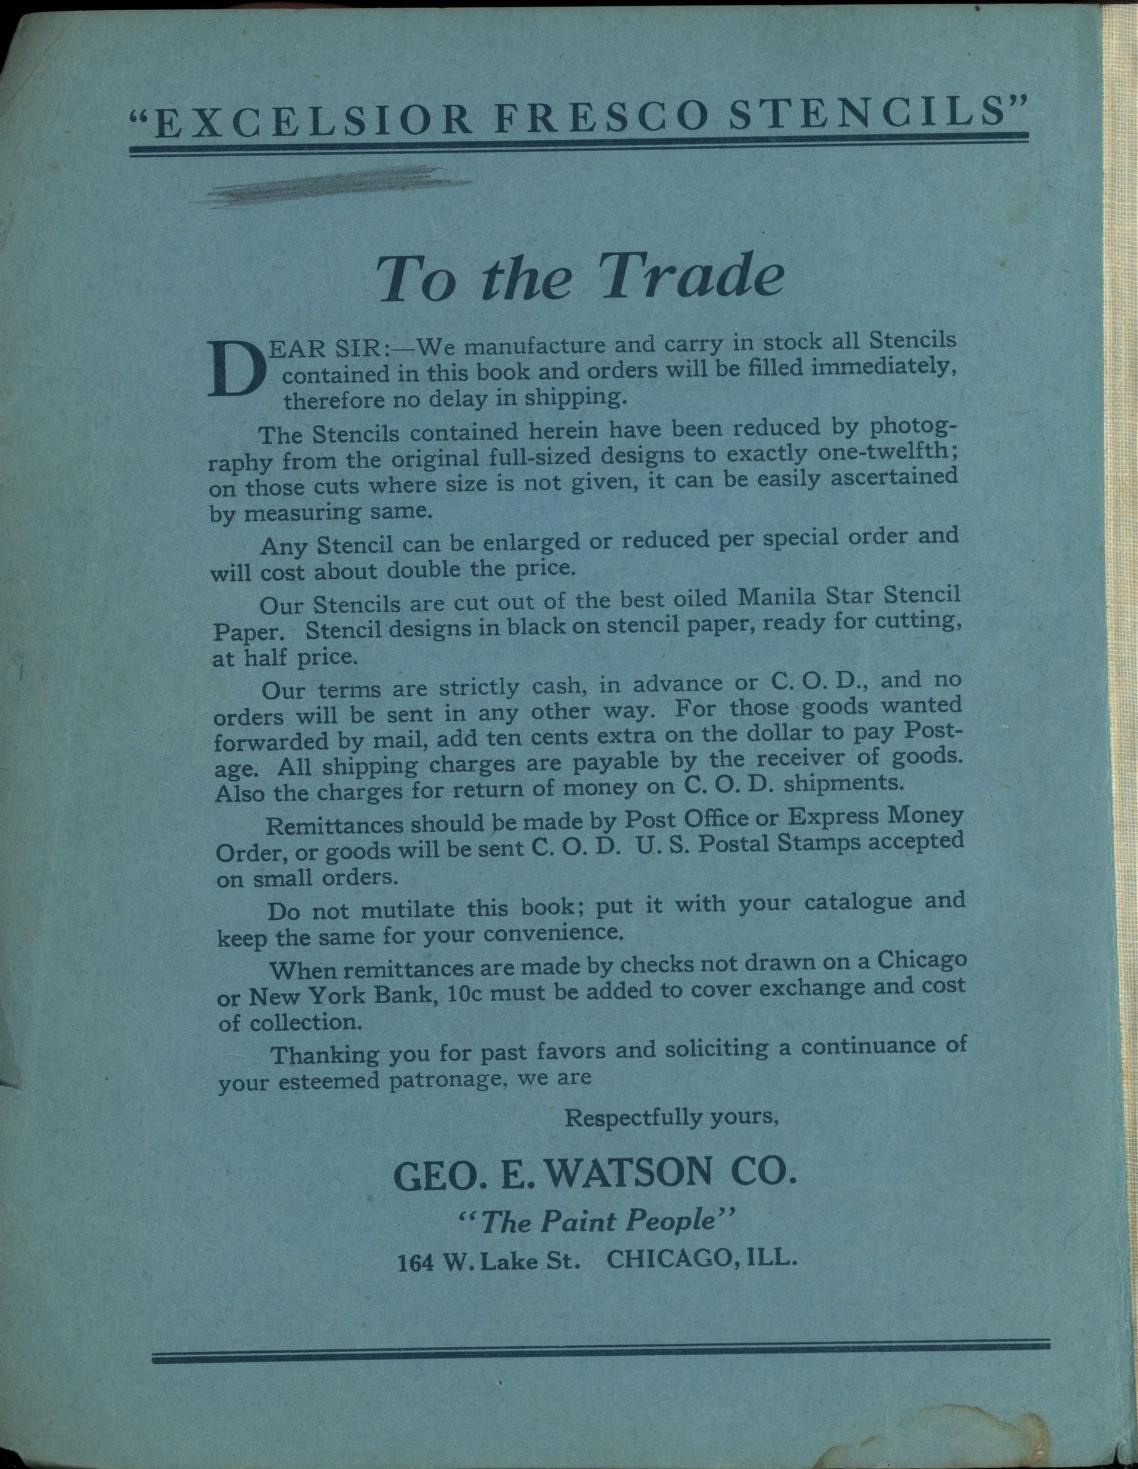 "EXCELSIOR FRESCO STENCILS"
To the Trade
DEAR SIR:—We manufacture and carry in stock all Stencils
contained in this book and orders will be filled immediately,
therefore no delay in shipping.
The Stencils contained herein have been reduced by photog-
raphy from the original full-sized designs to exactly one-twelfth;
on those cuts where size is not given, it can be easily ascertained
by measuring same.
Any Stencil can be enlarged or reduced per special order and
will cost about double the price.
Our Stencils are cut out of the best oiled Manila Star Stencil
Paper. Stencil designs in black on stencil paper, ready for cutting,
at half price.
Our terms are strictly cash, in advance or C. O. D., and no
orders will be sent in any other way. For those goods wanted
forwarded by mail, add ten cents extra on the dollar to pay Post-
age. All shipping charges are payable by the receiver of goods.
Also the charges for return of money on C. O. D. shipments.
Remittances should be made by Post Office or Express Money
Order, or goods will be sent C. O. D. U. S. Postal Stamps accepted
on small orders.
Do not mutilate this book; put it with your catalogue and
keep the same for your convenience.
When remittances are made by checks not drawn on a Chicago
or New York Bank, 10c must be added to cover exchange and cost
of collection.
Thanking you for past favors and soliciting a continuance of
your esteemed patronage, we are
Respectfully yours,
GEO. E. WATSON CO.
"The Paint People"
164 W. Lake St. CHICAGO, ILL.